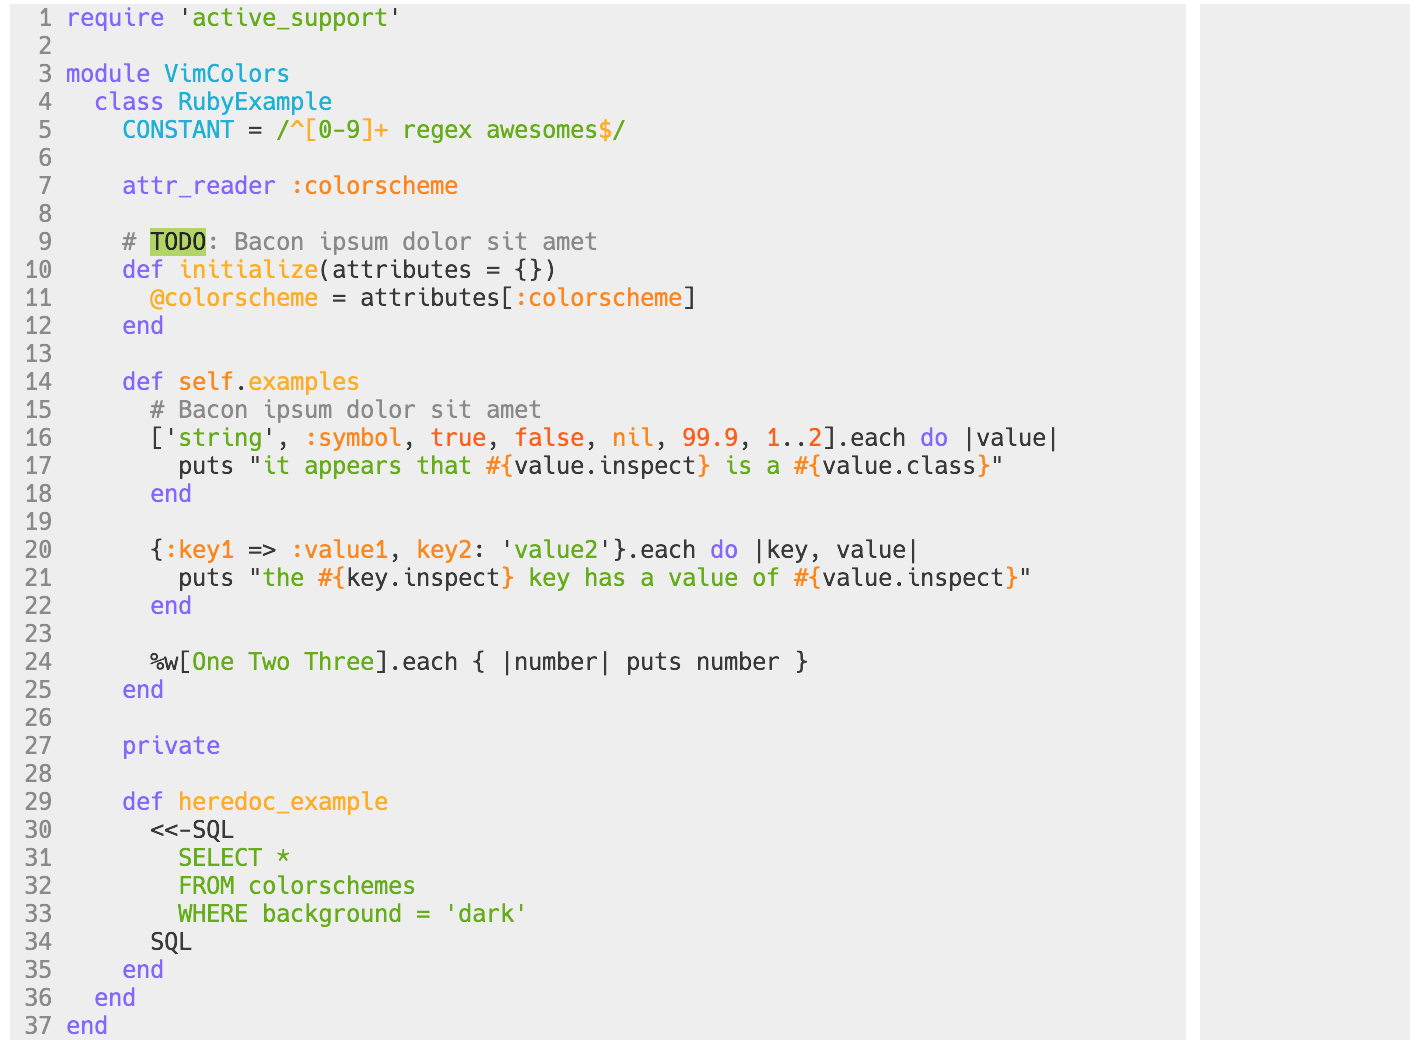 1 require 'active_support'
2
3 module VimColors
4   class RubyExample
5     CONSTANT = /^[0-9]+ regex awesomes$/
6
7     attr_reader :colorscheme
8
9     # TODO: Bacon ipsum dolor sit amet
10     def initialize(attributes = {})
11       @colorscheme = attributes[:colorscheme]
12     end
13
14     def self.examples
15       # Bacon ipsum dolor sit amet
16       ['string', :symbol, true, false, nil, 99.9, 1..2].each do |value|
17         puts "it appears that #{value.inspect} is a #{value.class}"
18       end
19
20       {:key1 => :value1, key2: 'value2'}.each do |key, value|
21         puts "the #{key.inspect} key has a value of #{value.inspect}"
22       end
23
24       %w[One Two Three].each { |number| puts number }
25     end
26
27     private
28
29     def heredoc_example
30       <<-SQL
31         SELECT *
32         FROM colorschemes
33         WHERE background = 'dark'
34       SQL
35     end
36   end
37 end